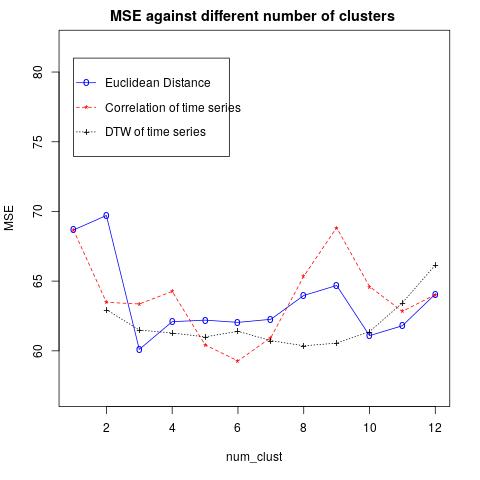 MSE against different number of clusters
Euclidean Distance
Correlation of time series
DTW of time series
MSE
80
75
70
65
60
2 4 6 8 10 12
num_clust